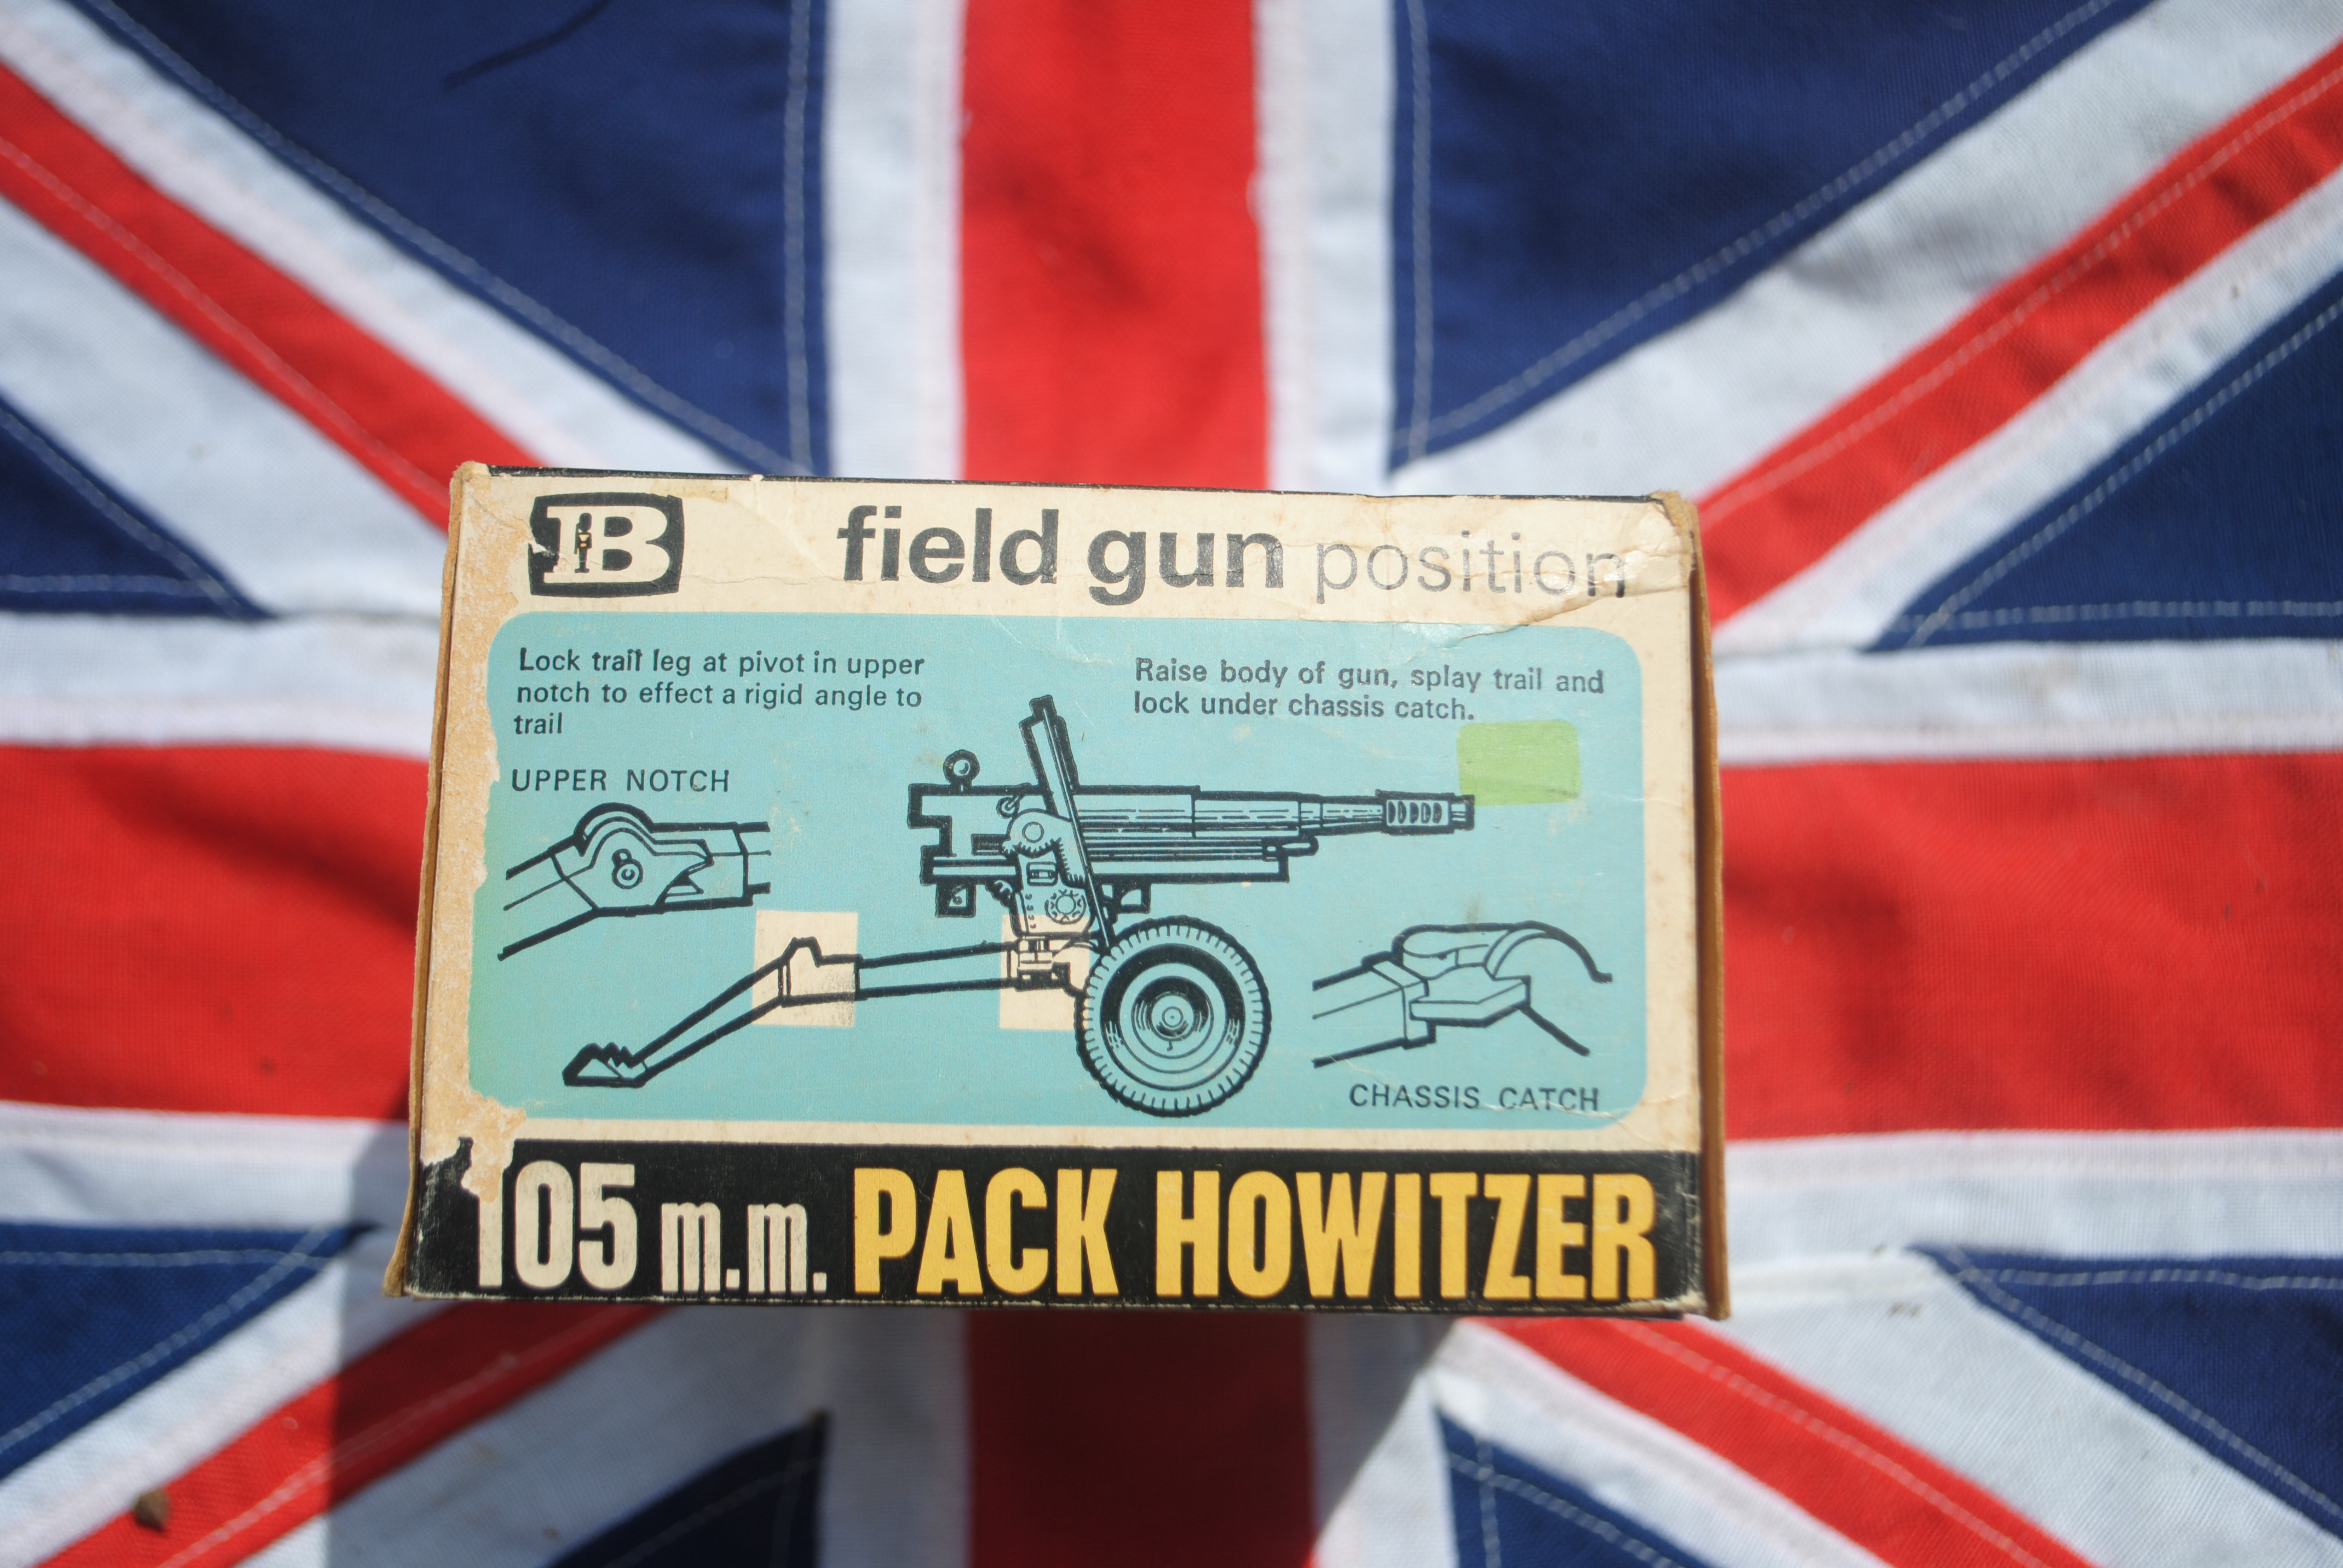 B
field gun position
Lock trail leg at pivot in upper
notch to effect a rigid angle to
trail
Raise body of gun, splay trail and
lock under chassis catch.
UPPER NOTCH
CHASSIS CATCH
105 m.m. PACK HOWITZER